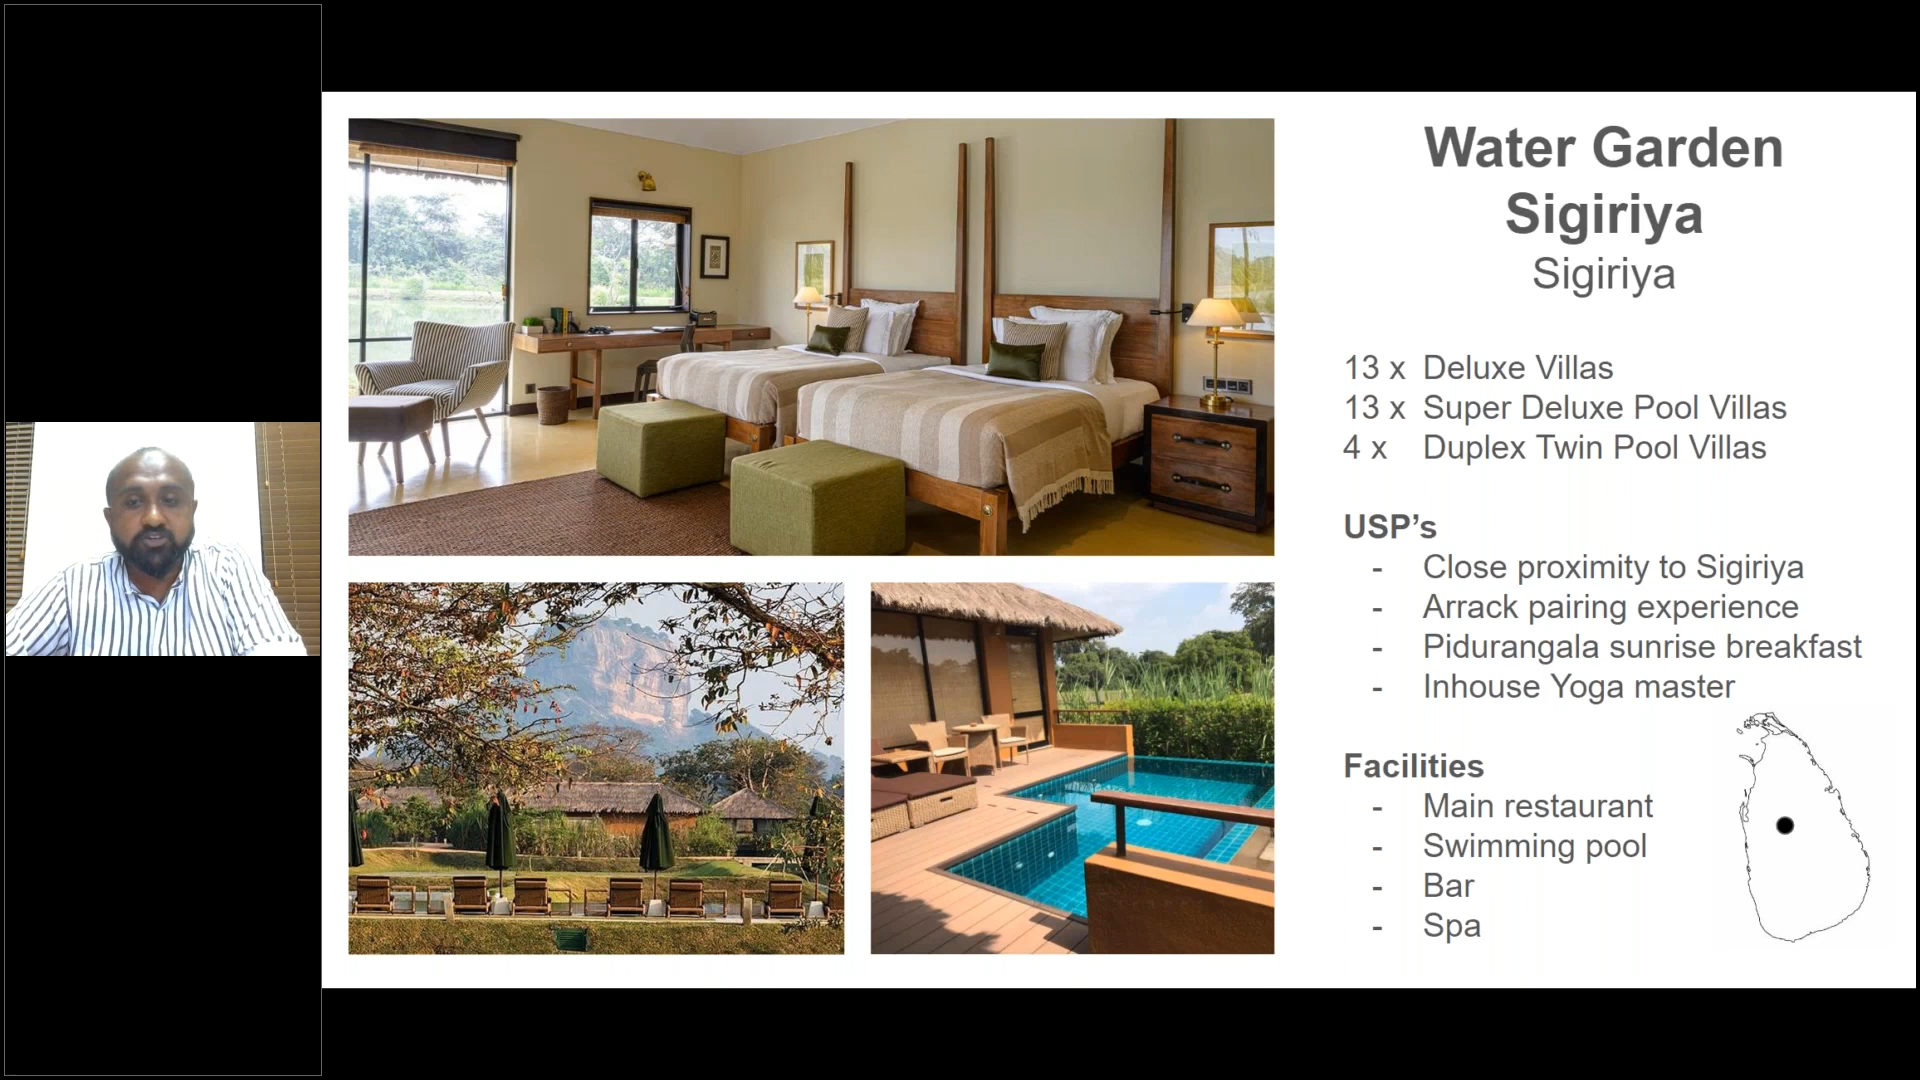 Water Garden
Sigiriya
Sigiriya
13 x Deluxe Villas
13 x Super Deluxe Pool Villas
4 x Duplex Twin Pool Villas
USP’s
- Close proximity to Sigiriya
- Arrack pairing experience
- Pidurangala sunrise breakfast
- Inhouse Yoga master
Facilities
- Main restaurant
- Swimming pool
- Bar
- Spa